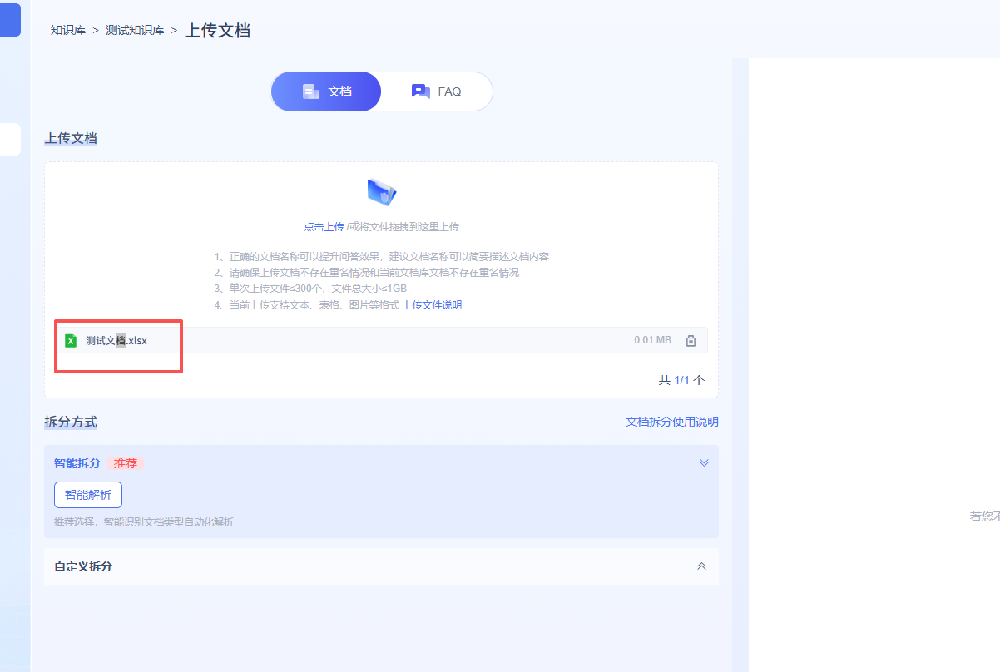 知识库 > 测试知识库 > 上传文档
文档
FAQ
上传文档
点击上传 /或将文件拖拽到这里上传
1、正确的文档名称可以提升问答效果，建议文档名称可以简要描述文档内容
2、请确保上传文档不存在重名情况和当前文档库文档不存在重名情况
3、单次上传文件≤300个，文件总大小≤1GB
4、当前上传支持文本、表格、图片等格式 上传文件说明
测试文档.xlsx
0.01 MB
共 1/1 个
拆分方式
文档拆分使用说明
智能拆分 推荐
智能解析
推荐选择，智能识别文档类型自动化解析
若您不
自定义拆分